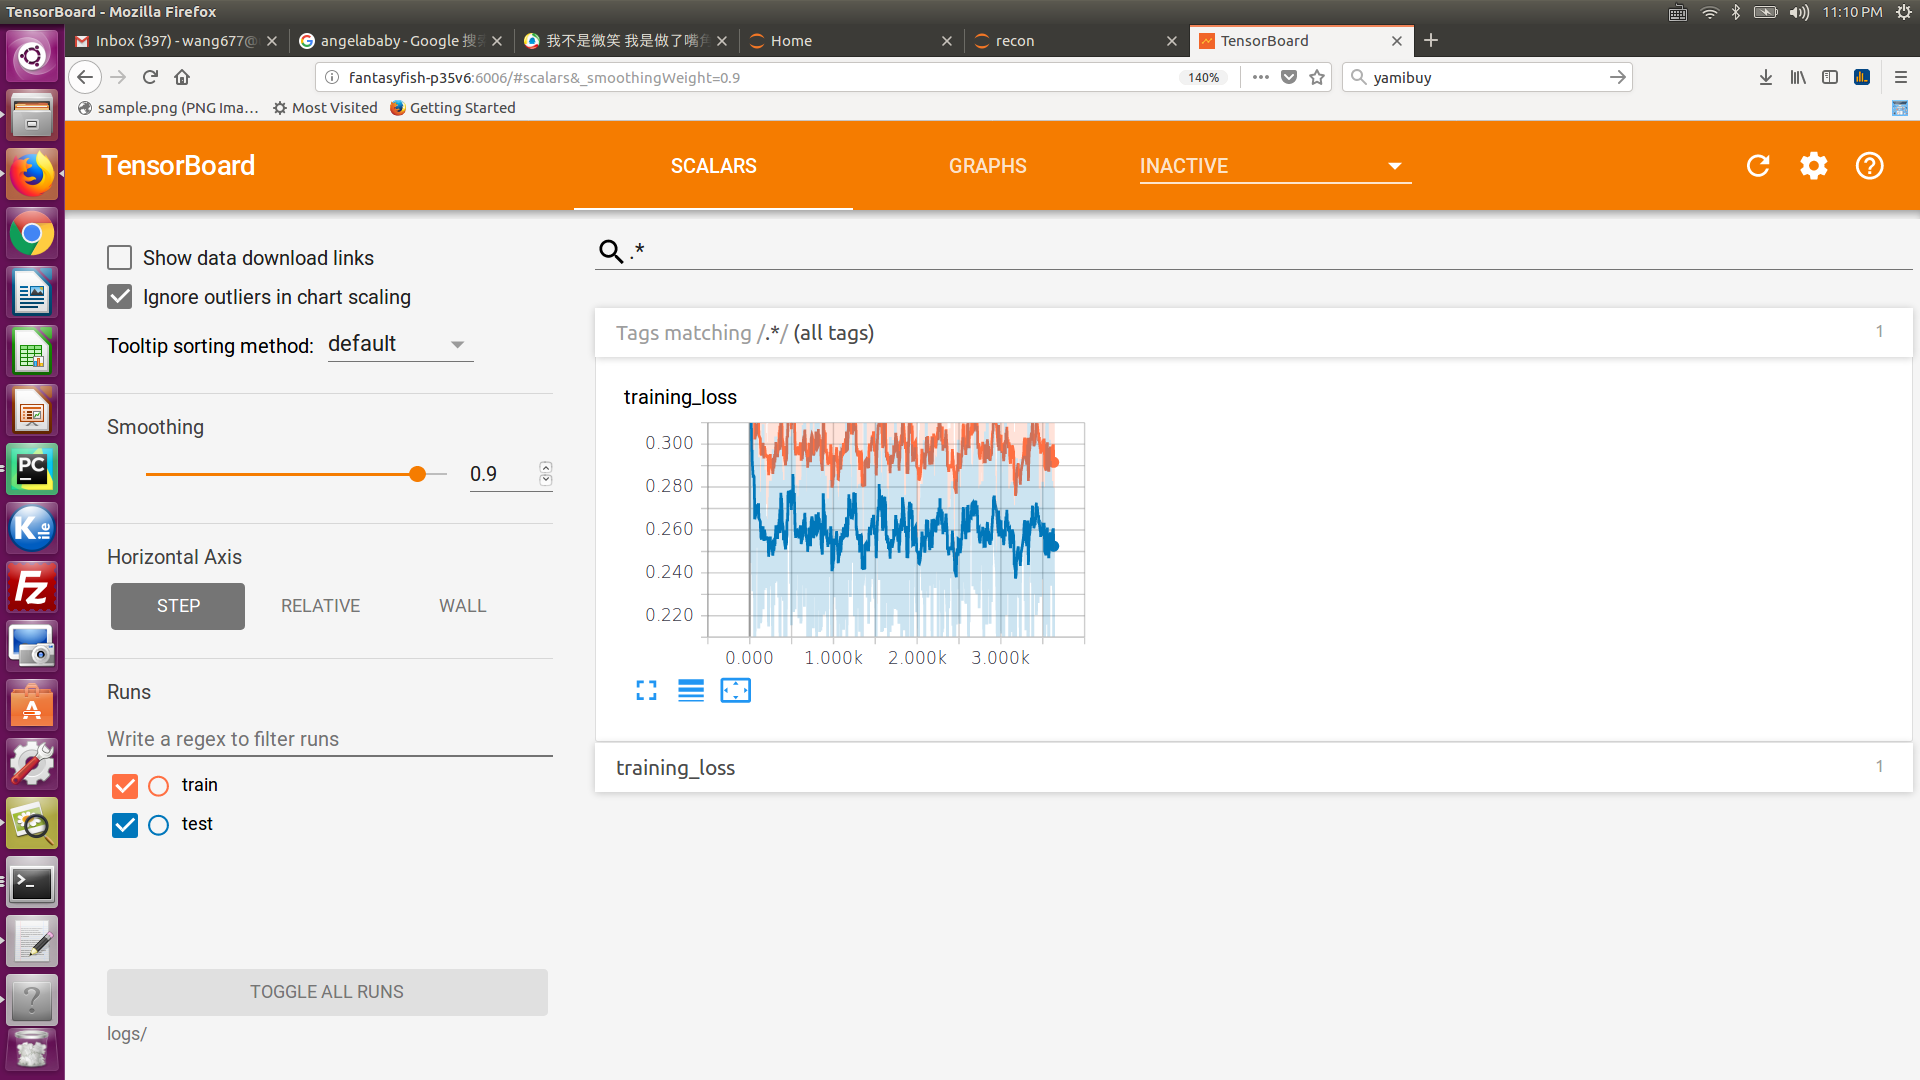 TensorBoard - Mozilla Firefox
11:10 PM
Inbox (397) - wang677@
angelababy - Google 搜
我不是微笑 我是做了嘴
Home
recon
TensorBoard
fantasyfish-p35v6:6006/#scalars&_smoothingWeight=0.9
140%
yamibuy
sample.png (PNG Ima...
Most Visited
Getting Started
TensorBoard
SCALARS
GRAPHS
INACTIVE
Show data download links
Ignore outliers in chart scaling
Tooltip sorting method: default
Smoothing
0.9
Horizontal Axis
STEP
RELATIVE
WALL
Runs
Write a regex to filter runs
train
test
TOGGLE ALL RUNS
logs/
.*
Tags matching /.*/ (all tags)
1
training_loss
0.300
0.280
0.260
0.240
0.220
0.000
1.000k
2.000k
3.000k
training_loss
1
PC
K
ile
Fz
A
>_
?